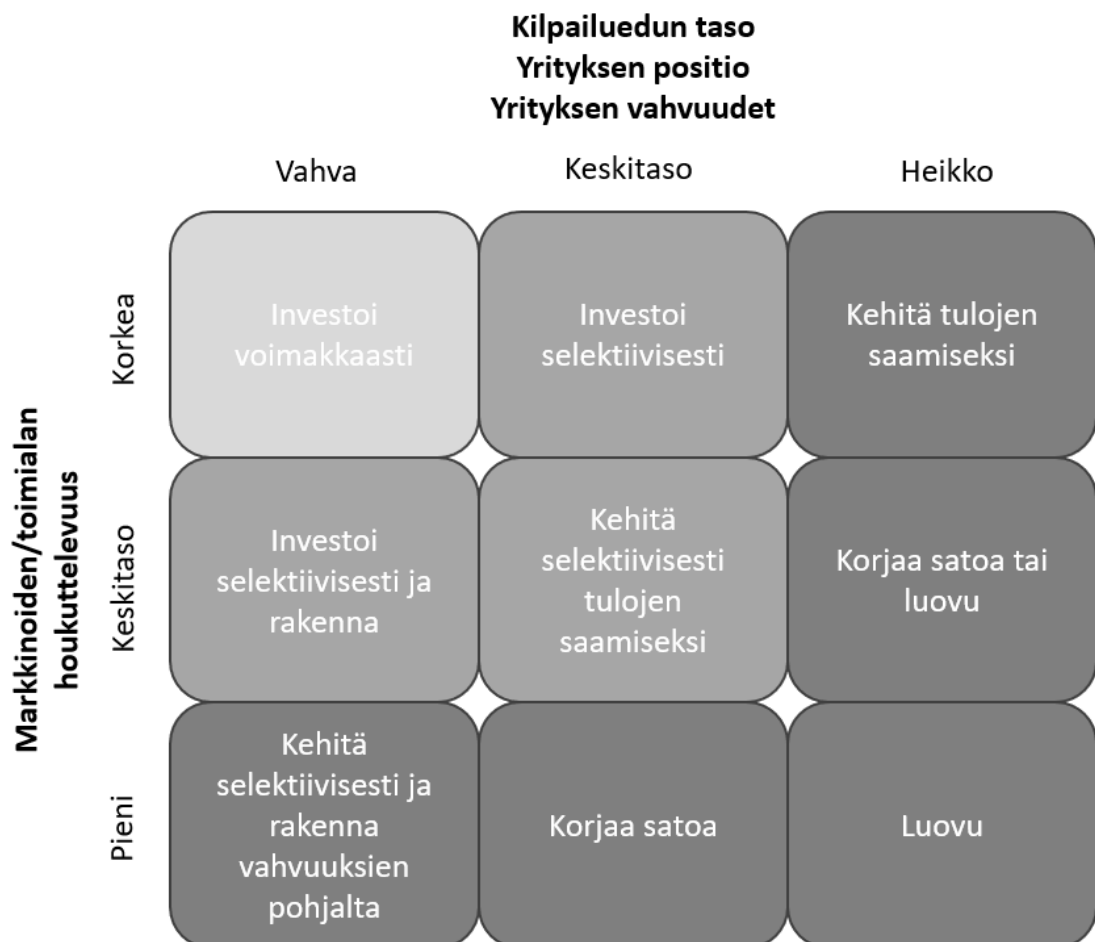 Kilpailuedun taso
Yrityksen positio
Yrityksen vahvuudet
Vahva
Keskitaso
Heikko
Markkinoiden/toimialan
houkuttelevuus
Korkea
Investoi
voimakkaasti
Investoi
selektiivisesti
Kehitä tulojen
saamiseksi
Keskitaso
Investoi
selektiivisesti ja
rakenna
Kehitä
selektiivisesti
tulojen
saamiseksi
Korjaa satoa tai
luovu
Pieni
Kehitä
selektiivisesti ja
rakenna
vahvuuksien
pohjalta
Korjaa satoa
Luovu